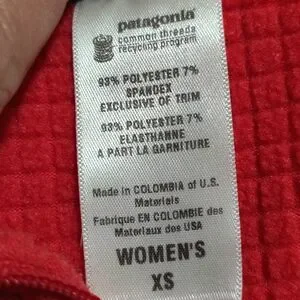 patagonia
common threads
recycling program
93% POLYESTER 7%
SPANDEX
EXCLUSIVE OF TRIM
93% POLYESTER 7%
ELASTHANNE
A PART LA GARNITURE
Made in COLOMBIA of U.S.
Materials
Fabrique EN COLOMBIE des
Materiaux des USA
WOMEN'S
XS